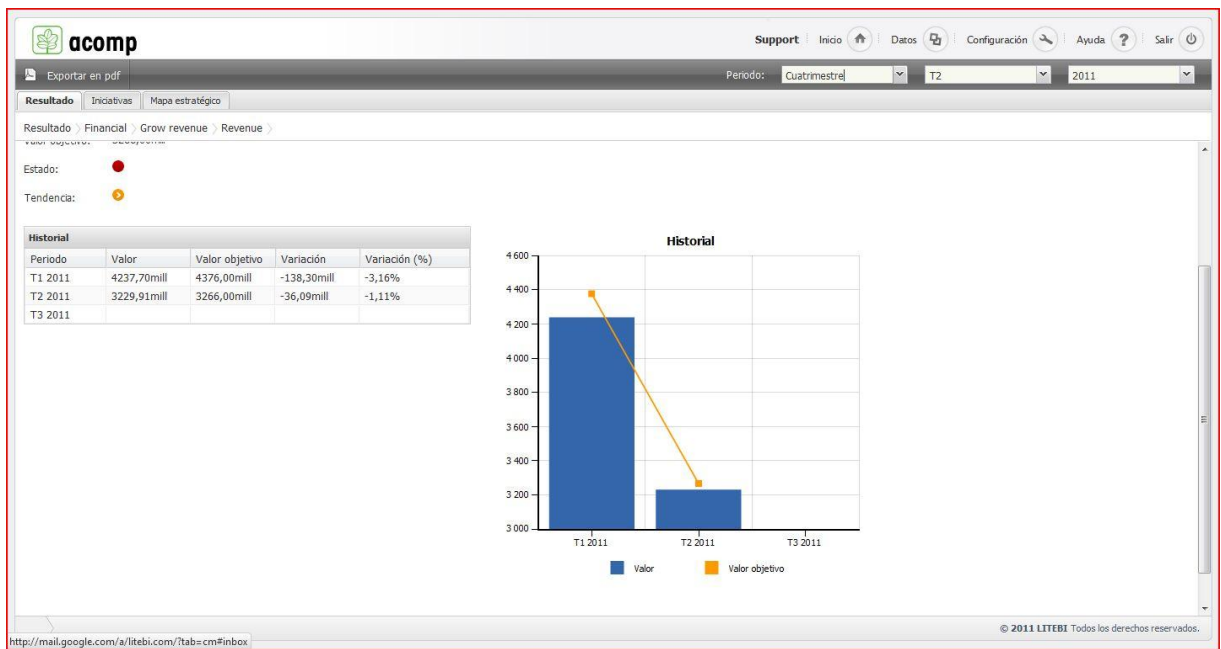 acomp
Support Inicio Datos Configuración Ayuda ? Salir
Exportar en pdf Periodo: Cuatrimestre T2 2011
Resultado Iniciativas Mapa estratégico
Resultado Financial Grow revenue Revenue
Valor objetivo: 3266,00mill
Estado:
Tendencia:
Historial
Periodo Valor Valor objetivo Variación Variación (%)
T1 2011 4237,70mill 4376,00mill -138,30mill -3,16%
T2 2011 3229,91mill 3266,00mill -36,09mill -1,11%
T3 2011
Historial
4 600
4 400
4 200
4 000
3 800
3 600
3 400
3 200
3 000
T1 2011 T2 2011 T3 2011
Valor Valor objetivo
© 2011 LITEBI Todos los derechos reservados.
http://mail.google.com/a/litebi.com/?tab=cm#inbox